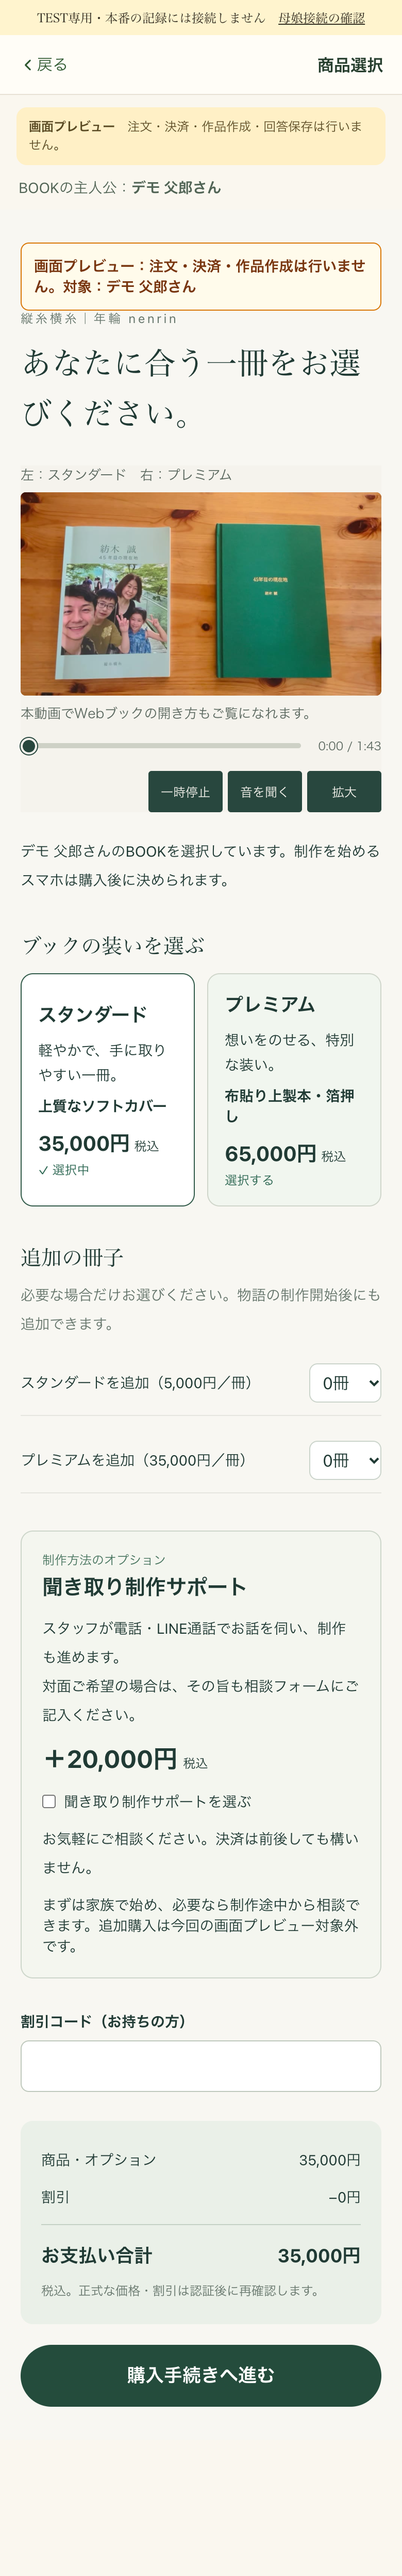 TEST専用・本番の記録には接続しません 母娘接続の確認
戻る
商品選択
画面プレビュー 注文・決済・作品作成・回答保存は行いま
せん。
BOOKの主人公：デモ 父郎さん
画面プレビュー：注文・決済・作品作成は行いませ
ん。対象：デモ 父郎さん
縦糸横糸｜年輪 nenrin
あなたに合う一冊をお選
びください。
左：スタンダード 右：プレミアム
紡木 誠
本動画でWebブックの開き方もご覧になれます。
0:00 / 1:43
一時停止
音を聞く
拡大
デモ 父郎さんのBOOKを選択しています。制作を始める
スマホは購入後に決められます。
ブックの装いを選ぶ
スタンダード
軽やかで、手に取り
やすい一冊。
上質なソフトカバー
35,000円 税込
✓ 選択中
プレミアム
想いをのせる、特別
な装い。
布貼り上製本・箔押
し
65,000円 税込
選択する
追加の冊子
必要な場合だけお選びください。物語の制作開始後にも
追加できます。
スタンダードを追加（5,000円／冊）
0冊
プレミアムを追加（35,000円／冊）
0冊
制作方法のオプション
聞き取り制作サポート
スタッフが電話・LINE通話でお話を伺い、制作
も進めます。
対面ご希望の場合は、その旨も相談フォームにご
記入ください。
＋20,000円 税込
聞き取り制作サポートを選ぶ
お気軽にご相談ください。決済は前後しても構い
ません。
まずは家族で始め、必要なら制作途中から相談で
きます。追加購入は今回の画面プレビュー対象外
です。
割引コード（お持ちの方）
商品・オプション
35,000円
割引
−0円
お支払い合計
35,000円
税込。正式な価格・割引は認証後に再確認します。
購入手続きへ進む